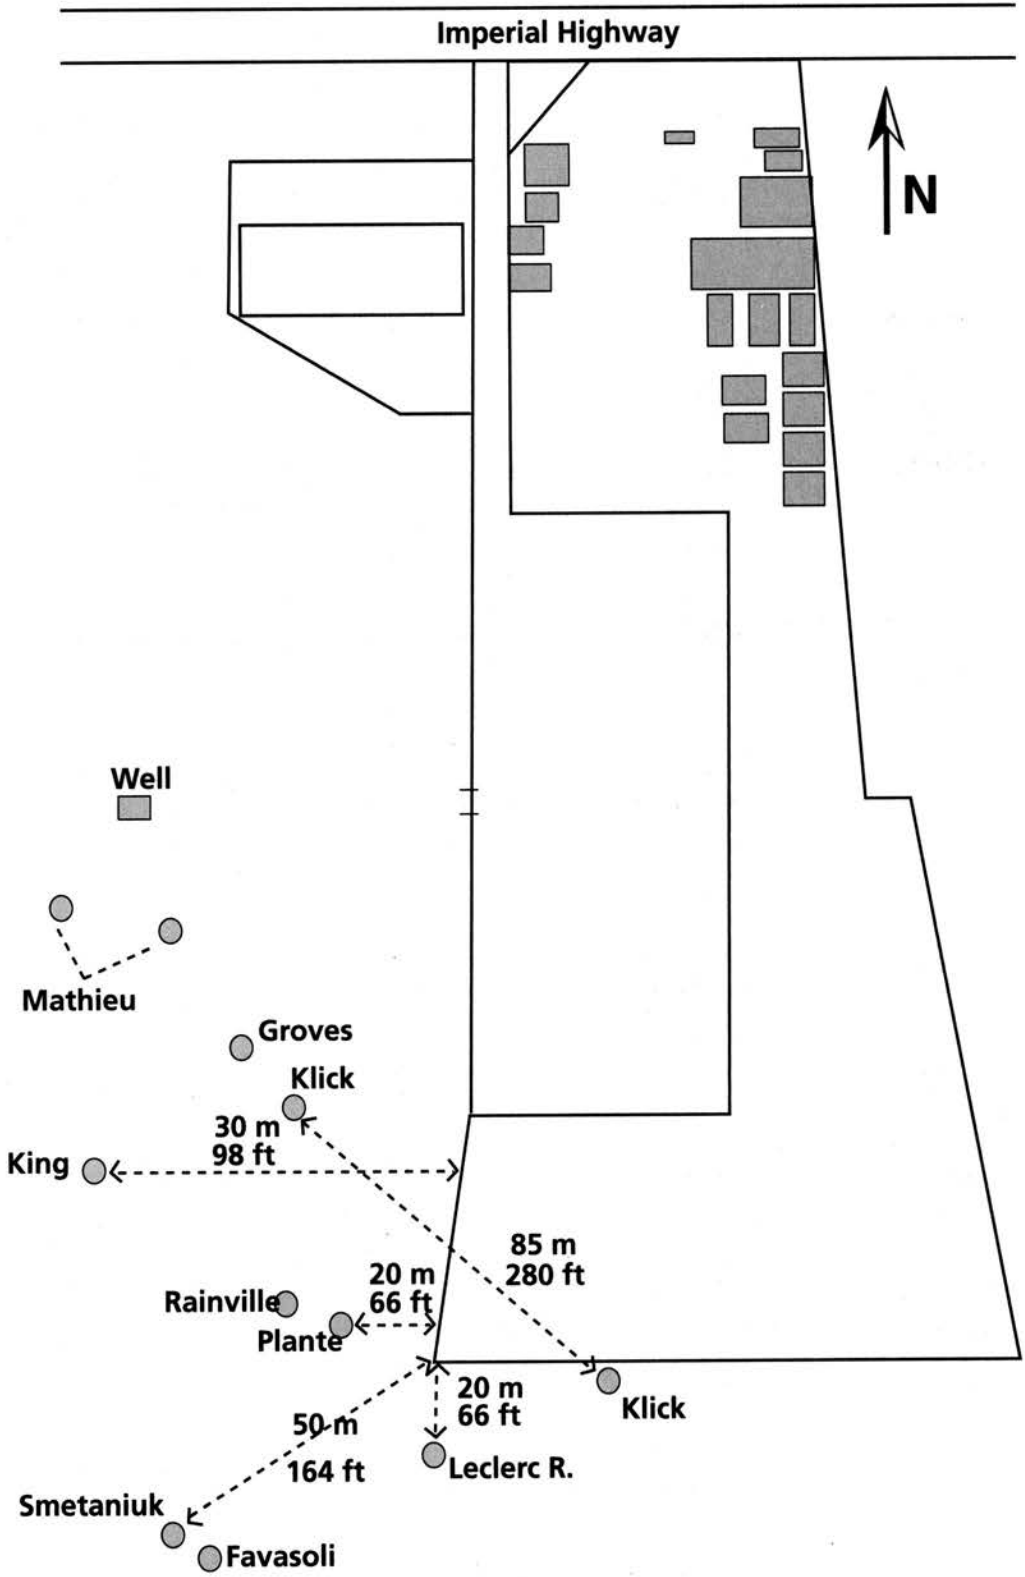 Imperial Highway
N
Well
Mathieu
Groves
Klick
30 m
98 ft
King
85 m
280 ft
20 m
66 ft
Rainville
Plante
20 m
66 ft
Klick
50 m
164 ft
Leclerc R.
Smetaniuk
Favasoli